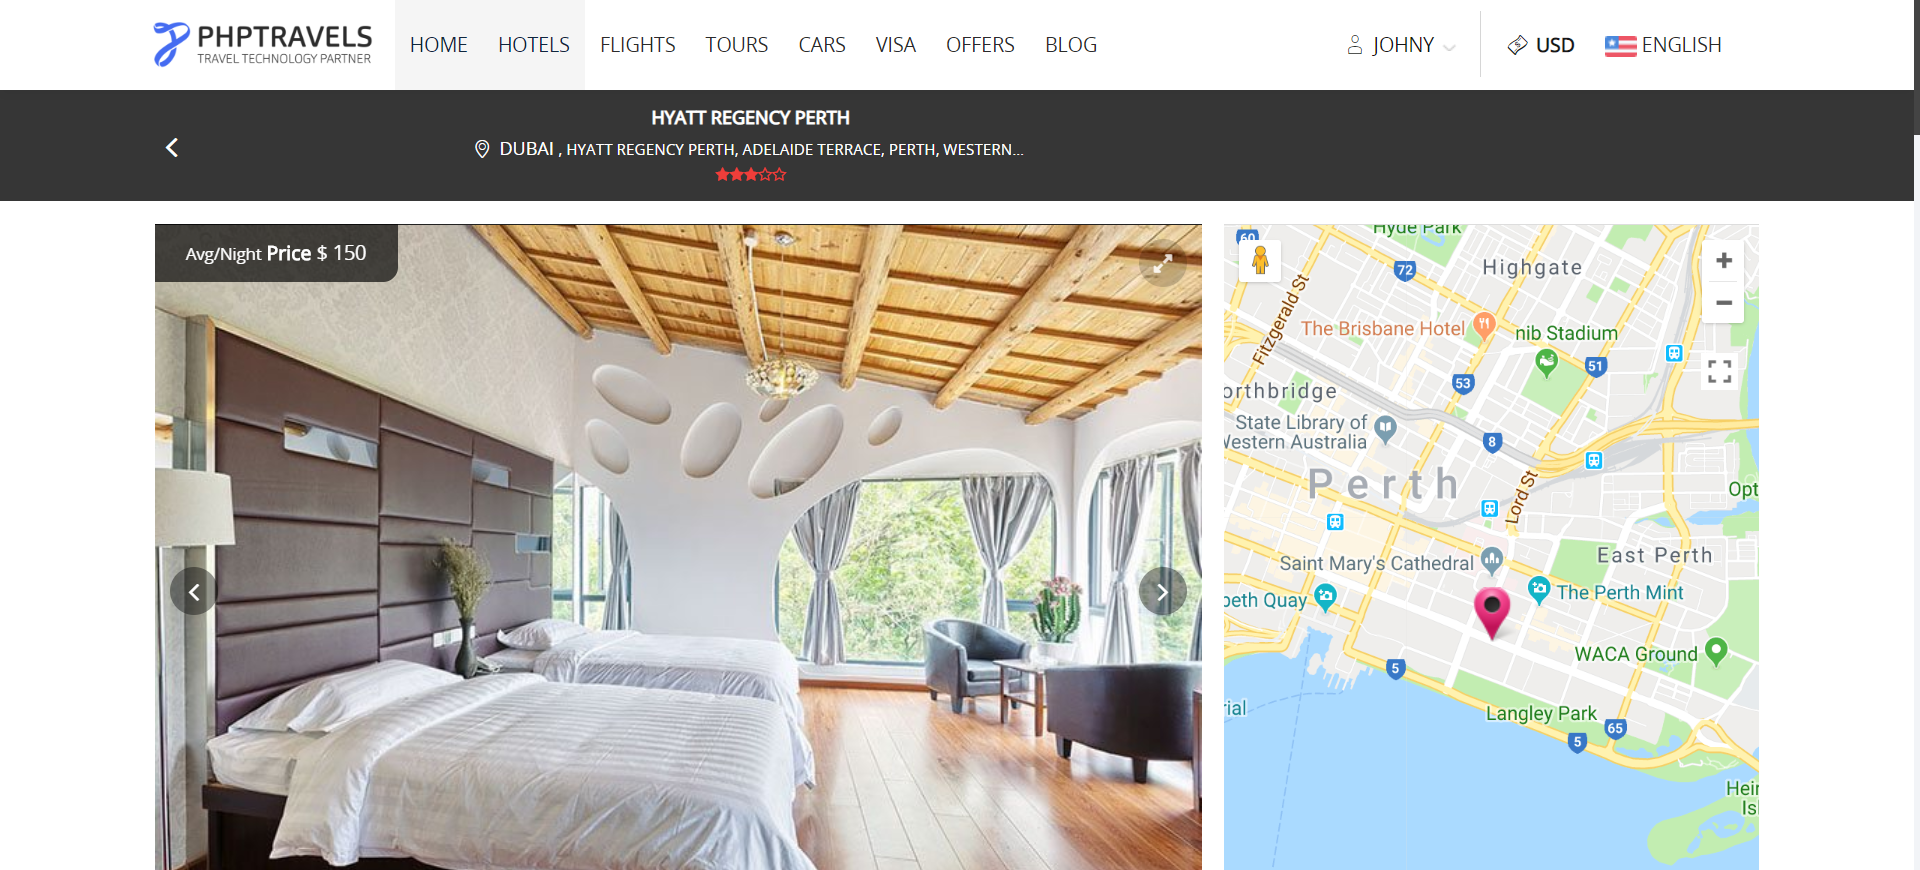 PHPTRAVELS
TRAVEL TECHNOLOGY PARTNER
HOME HOTELS FLIGHTS TOURS CARS VISA OFFERS BLOG
JOHNY USD ENGLISH
HYATT REGENCY PERTH
DUBAI , HYATT REGENCY PERTH, ADELAIDE TERRACE, PERTH, WESTERN...
Avg/Night Price $ 150
Hyde Park
60
72
Highgate
Fitzgerald St
The Brisbane Hotel
nib Stadium
51
53
orthbridge
State Library of
Western Australia
8
Perth
Lord St
Opt
Saint Mary's Cathedral
East Perth
The Perth Mint
beth Quay
WACA Ground
5
rial
Langley Park
65
5
Heir
Isl